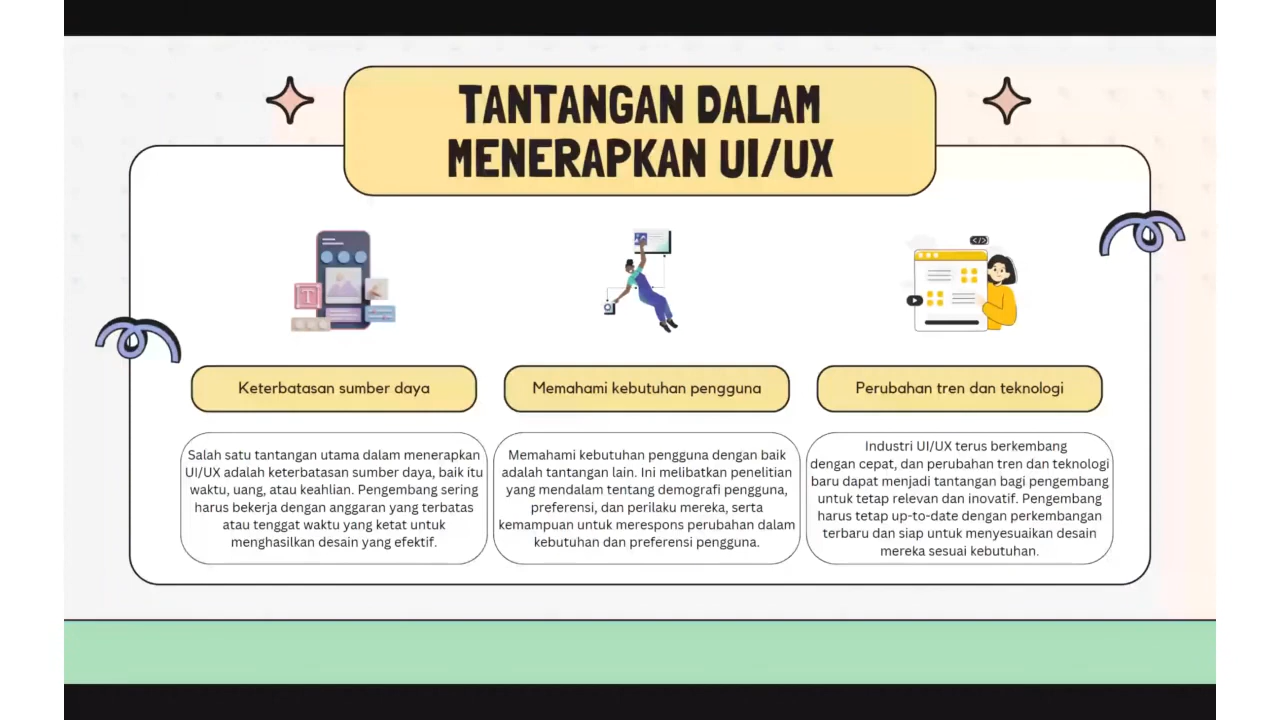 TANTANGAN DALAM
MENERAPKAN UI/UX
Keterbatasan sumber daya
Salah satu tantangan utama dalam menerapkan
UI/UX adalah keterbatasan sumber daya, baik itu
waktu, uang, atau keahlian. Pengembang sering
harus bekerja dengan anggaran yang terbatas
atau tenggat waktu yang ketat untuk
menghasilkan desain yang efektif.
Memahami kebutuhan pengguna
Memahami kebutuhan pengguna dengan baik
adalah tantangan lain. Ini melibatkan penelitian
yang mendalam tentang demografi pengguna,
preferensi, dan perilaku mereka, serta
kemampuan untuk merespons perubahan dalam
kebutuhan dan preferensi pengguna.
Perubahan tren dan teknologi
Industri UI/UX terus berkembang
dengan cepat, dan perubahan tren dan teknologi
baru dapat menjadi tantangan bagi pengembang
untuk tetap relevan dan inovatif. Pengembang
harus tetap up-to-date dengan perkembangan
terbaru dan siap untuk menyesuaikan desain
mereka sesuai kebutuhan.
T
</>